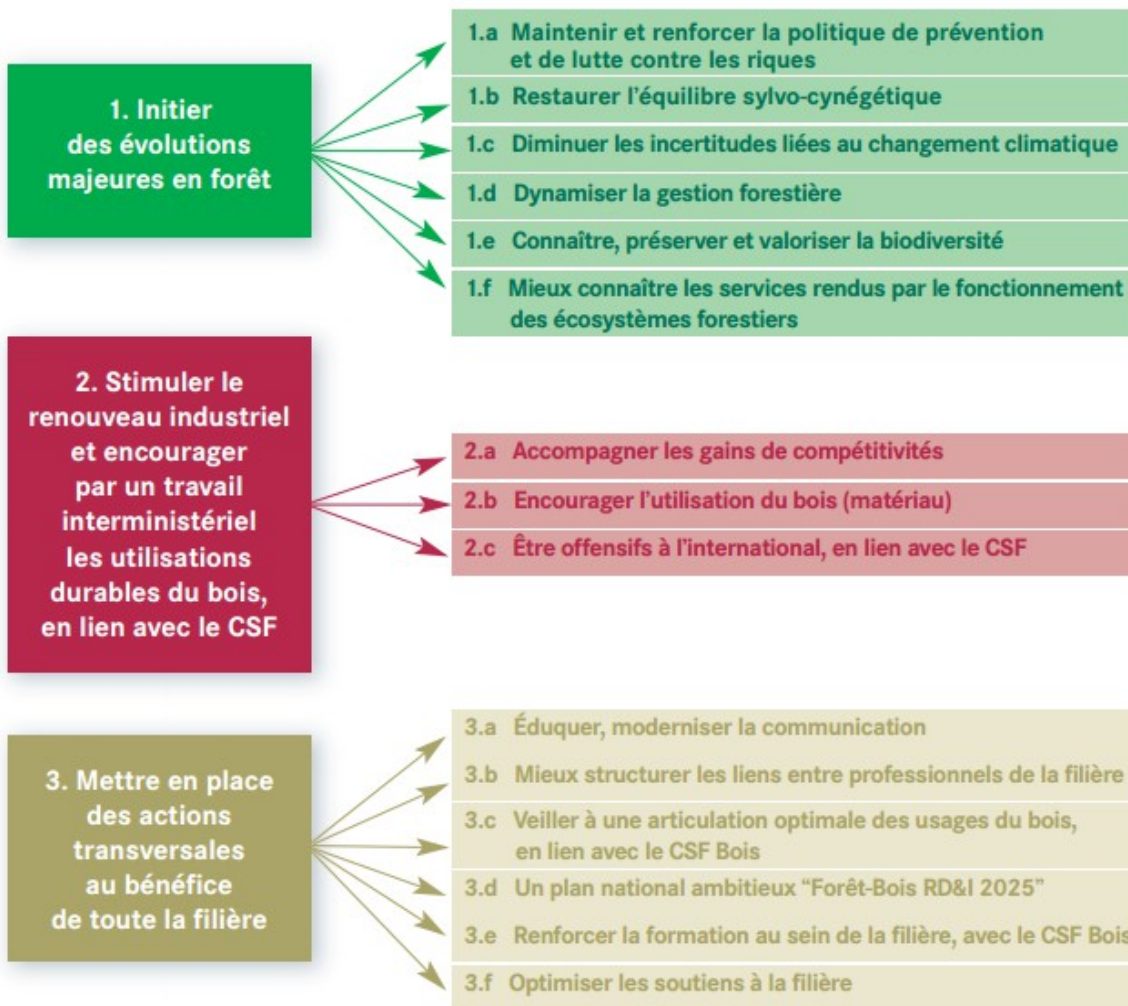 1. Initier
des évolutions
majeures en forêt
1.a Maintenir et renforcer la politique de prévention
et de lutte contre les riques
1.b Restaurer l'équilibre sylvo-cynégétique
1.c Diminuer les incertitudes liées au changement climatique
1.d Dynamiser la gestion forestière
1.e Connaître, préserver et valoriser la biodiversité
1.f Mieux connaître les services rendus par le fonctionnement
des écosystèmes forestiers
2. Stimuler le
renouveau industriel
et encourager
par un travail
interministériel
les utilisations
durables du bois,
en lien avec le CSF
2.a Accompagner les gains de compétitivités
2.b Encourager l'utilisation du bois (matériau)
2.c Être offensifs à l'international, en lien avec le CSF
3. Mettre en place
des actions
transversales
au bénéfice
de toute la filière
3.a Éduquer, moderniser la communication
3.b Mieux structurer les liens entre professionnels de la filière
3.c Veiller à une articulation optimale des usages du bois,
en lien avec le CSF Bois
3.d Un plan national ambitieux “Forêt-Bois RD&I 2025”
3.e Renforcer la formation au sein de la filière, avec le CSF Bois
3.f Optimiser les soutiens à la filière